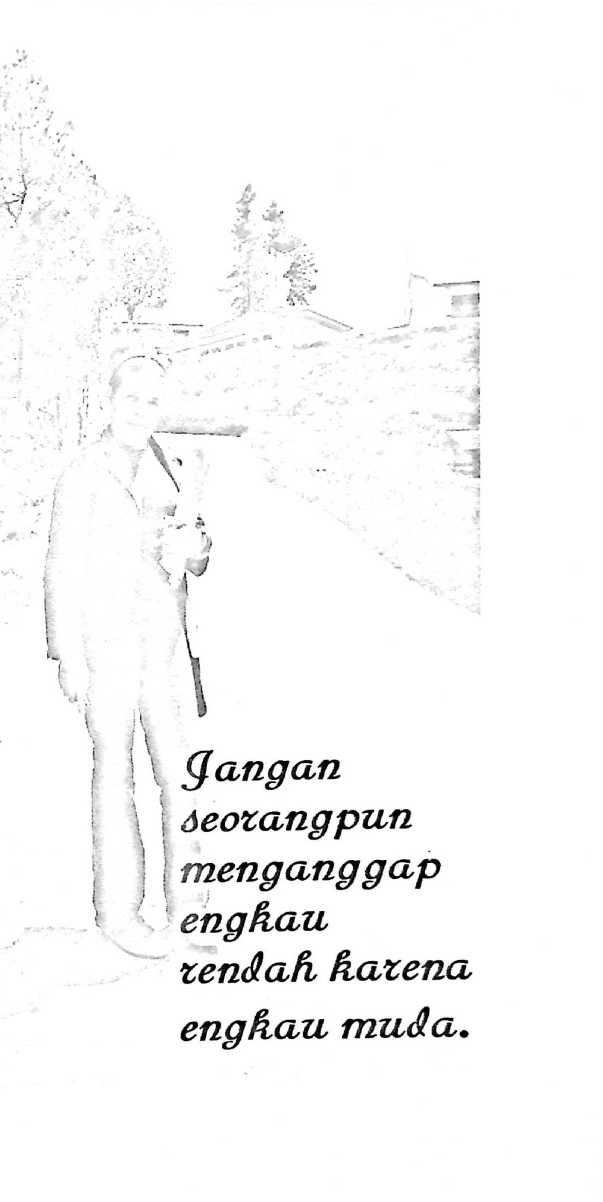 Jangan
seorangpun
menganggap
engkau
rendah karena
engkau muda.